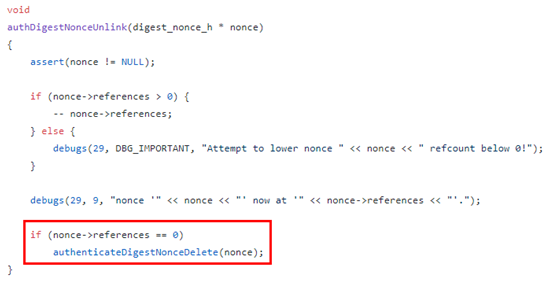 void
authDigestNonceUnlink(digest_nonce_h * nonce)
{
    assert(nonce != NULL);

    if (nonce->references > 0) {
        -- nonce->references;
    } else {
        debugs(29, DBG_IMPORTANT, "Attempt to lower nonce " << nonce << " refcount below 0!");
    }

    debugs(29, 9, "nonce '" << nonce << "' now at '" << nonce->references << "'.");

    if (nonce->references == 0)
        authenticateDigestNonceDelete(nonce);
}